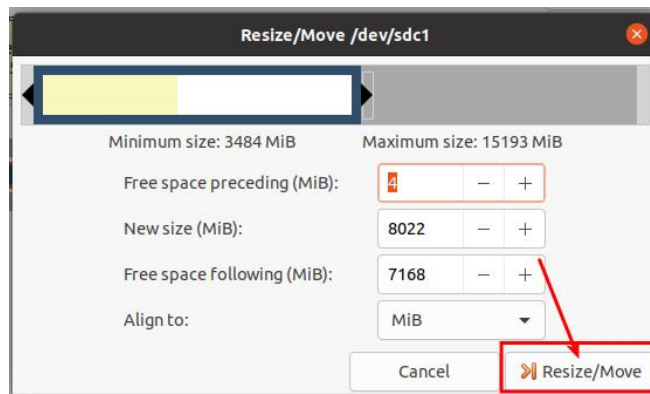 Resize/Move /dev/sdc1
Minimum size: 3484 MiB Maximum size: 15193 MiB
Free space preceding (MiB): 4 − +
New size (MiB): 8022 − +
Free space following (MiB): 7168 − +
Align to: MiB
Cancel Resize/Move